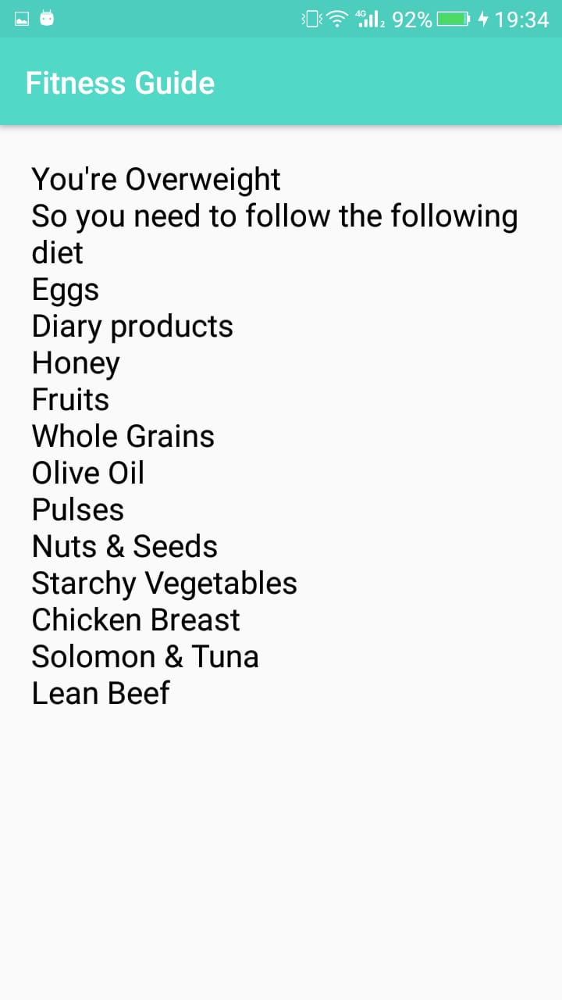 4G 2 92% 19:34
Fitness Guide
You're Overweight
So you need to follow the following
diet
Eggs
Diary products
Honey
Fruits
Whole Grains
Olive Oil
Pulses
Nuts & Seeds
Starchy Vegetables
Chicken Breast
Solomon & Tuna
Lean Beef